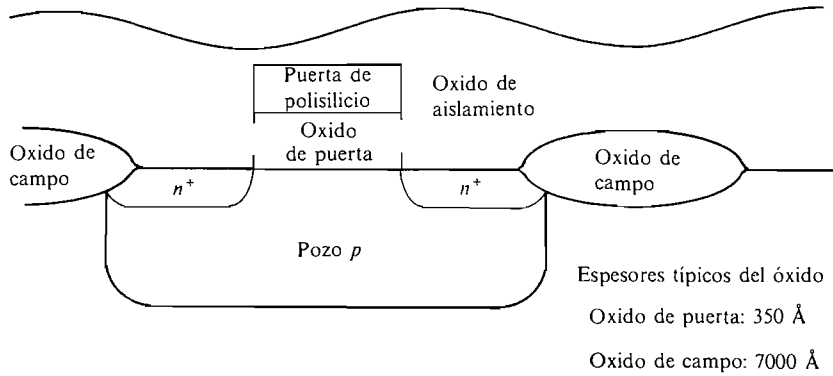 Puerta de
polisilicio
Oxido de
aislamiento
Oxido de
campo
Oxido
de puerta
Oxido de
campo
n+
n+
Pozo p
Espesores típicos del óxido
Oxido de puerta: 350 Å
Oxido de campo: 7000 Å